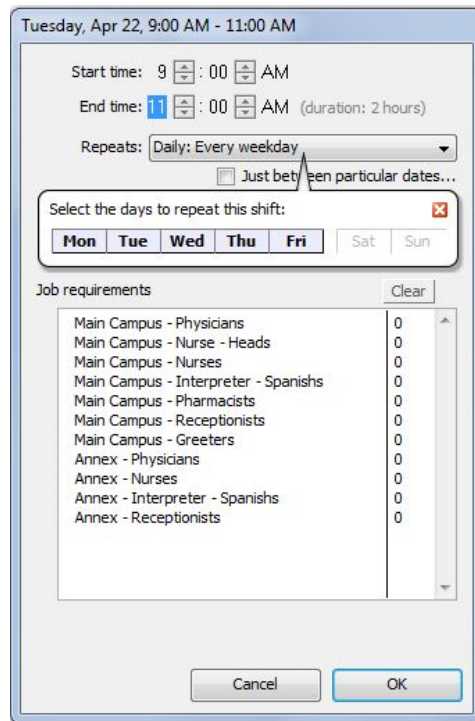 Tuesday, Apr 22, 9:00 AM - 11:00 AM
Start time: 9 : 00 AM
End time: 11 : 00 AM (duration: 2 hours)
Repeats: Daily: Every weekday
Just between particular dates...
Select the days to repeat this shift:
Mon Tue Wed Thu Fri Sat Sun
Job requirements Clear
Main Campus - Physicians 0
Main Campus - Nurse - Heads 0
Main Campus - Nurses 0
Main Campus - Interpreter - Spanishs 0
Main Campus - Pharmacists 0
Main Campus - Receptionists 0
Main Campus - Greeters 0
Annex - Physicians 0
Annex - Nurses 0
Annex - Interpreter - Spanishs 0
Annex - Receptionists 0
Cancel OK